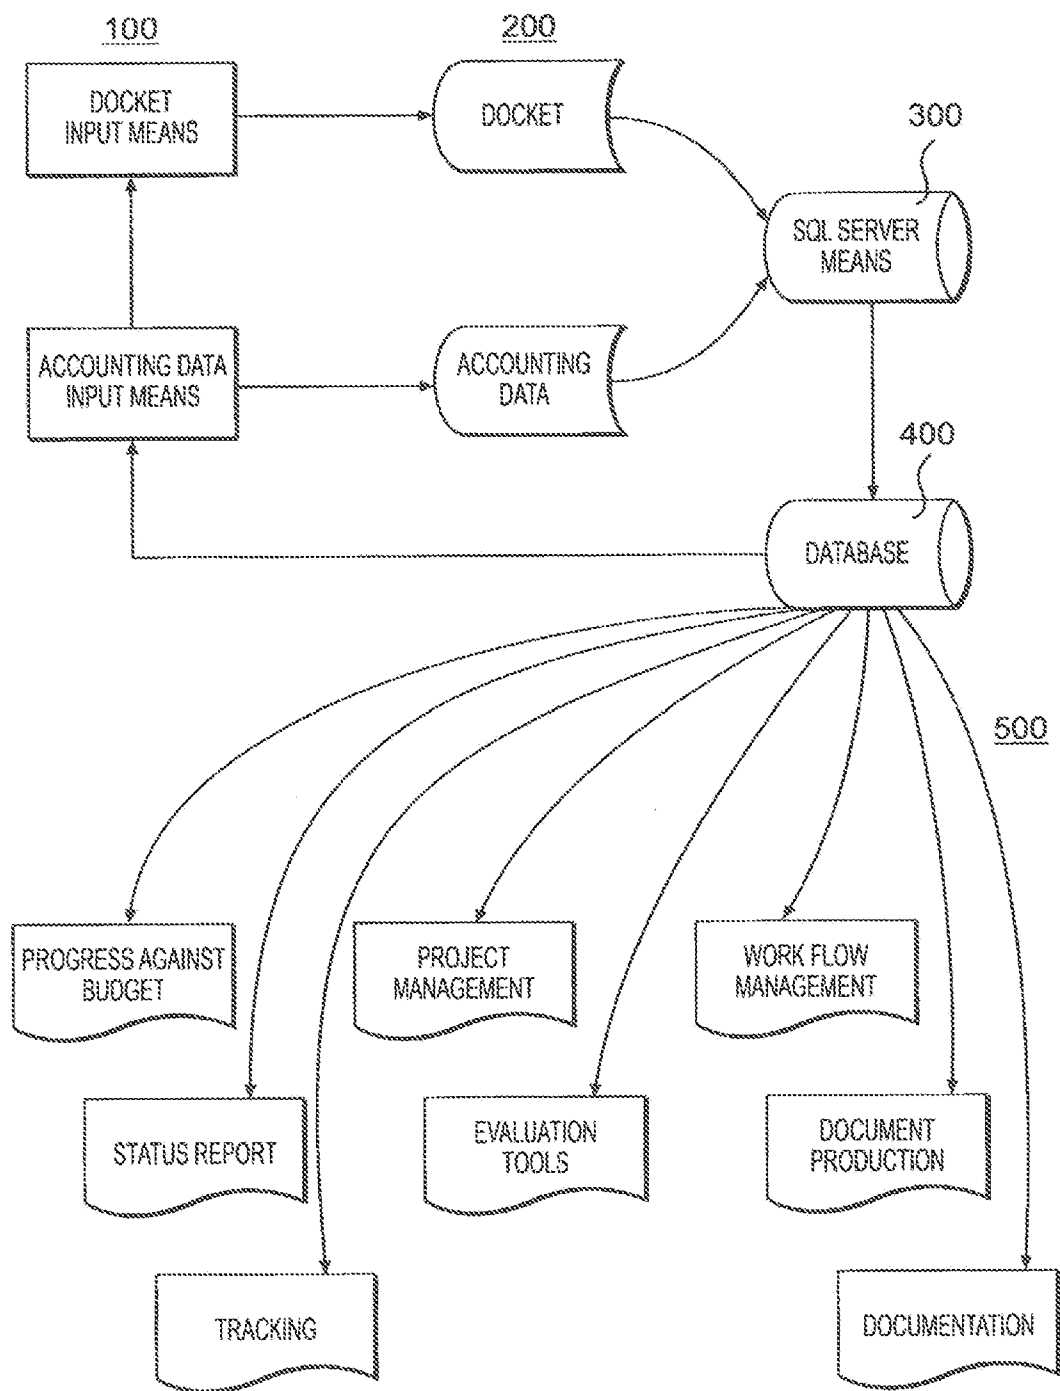 100
200
DOCKET
INPUT MEANS
DOCKET
300
SQL SERVER
MEANS
ACCOUNTING DATA
INPUT MEANS
ACCOUNTING
DATA
400
DATABASE
500
PROGRESS AGAINST
BUDGET
PROJECT
MANAGEMENT
WORK FLOW
MANAGEMENT
STATUS REPORT
EVALUATION
TOOLS
DOCUMENT
PRODUCTION
TRACKING
DOCUMENTATION